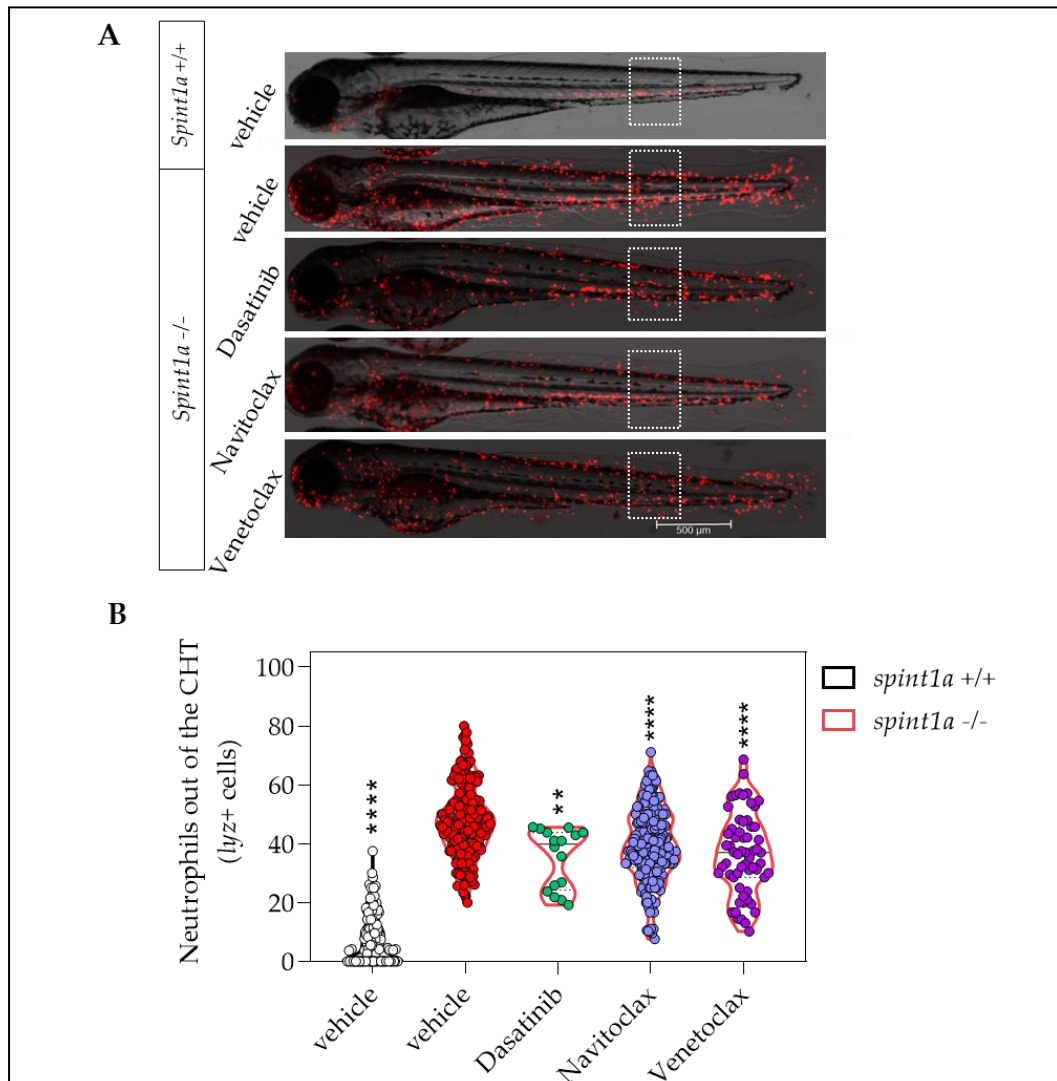 A
Spint1a +/+
vehicle
Spint1a -/-
vehicle
Dasatinib
Navitoclax
Venetoclax
500 µm
B
Neutrophils out of the CHT
(lyz+ cells)
100
80
60
40
20
0
****
**
****
****
vehicle
vehicle
Dasatinib
Navitoclax
Venetoclax
spint1a +/+
spint1a -/-